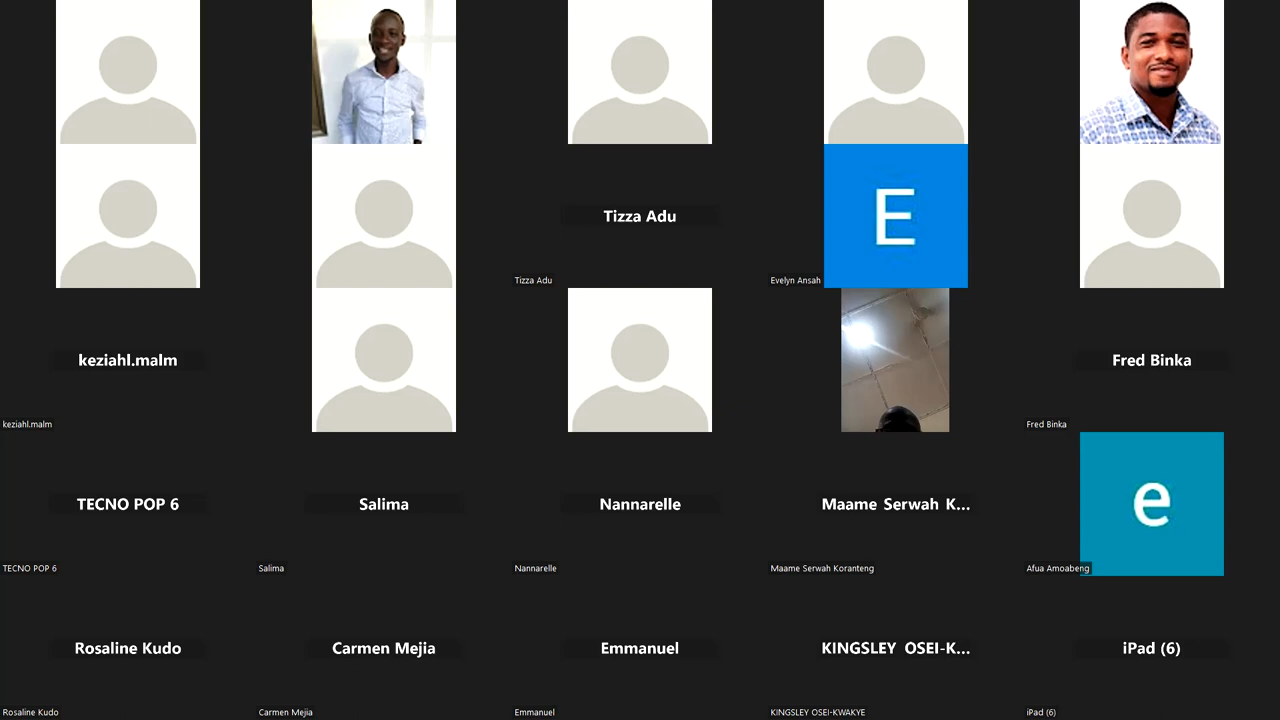 Tizza Adu
E
Tizza Adu
Evelyn Ansah
keziahl.malm
Fred Binka
keziahl.malm
Fred Binka
TECNO POP 6
Salima
Nannarelle
Maame Serwah K...
e
TECNO POP 6
Salima
Nannarelle
Maame Serwah Koranteng
Afua Amoabeng
Rosaline Kudo
Carmen Mejia
Emmanuel
KINGSLEY OSEI-K...
iPad (6)
Rosaline Kudo
Carmen Mejia
Emmanuel
KINGSLEY OSEI-KWAKYE
iPad (6)